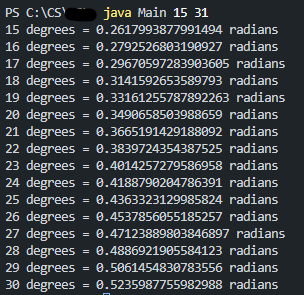 PS C:\CS\ java Main 15 31
15 degrees = 0.2617993877991494 radians
16 degrees = 0.2792526803190927 radians
17 degrees = 0.29670597283903605 radians
18 degrees = 0.3141592653589793 radians
19 degrees = 0.33161255787892263 radians
20 degrees = 0.3490658503988659 radians
21 degrees = 0.3665191429188092 radians
22 degrees = 0.3839724354387525 radians
23 degrees = 0.4014257279586958 radians
24 degrees = 0.4188790204786391 radians
25 degrees = 0.4363323129985824 radians
26 degrees = 0.4537856055185257 radians
27 degrees = 0.47123889803846897 radians
28 degrees = 0.4886921905584123 radians
29 degrees = 0.5061454830783556 radians
30 degrees = 0.5235987755982988 radians